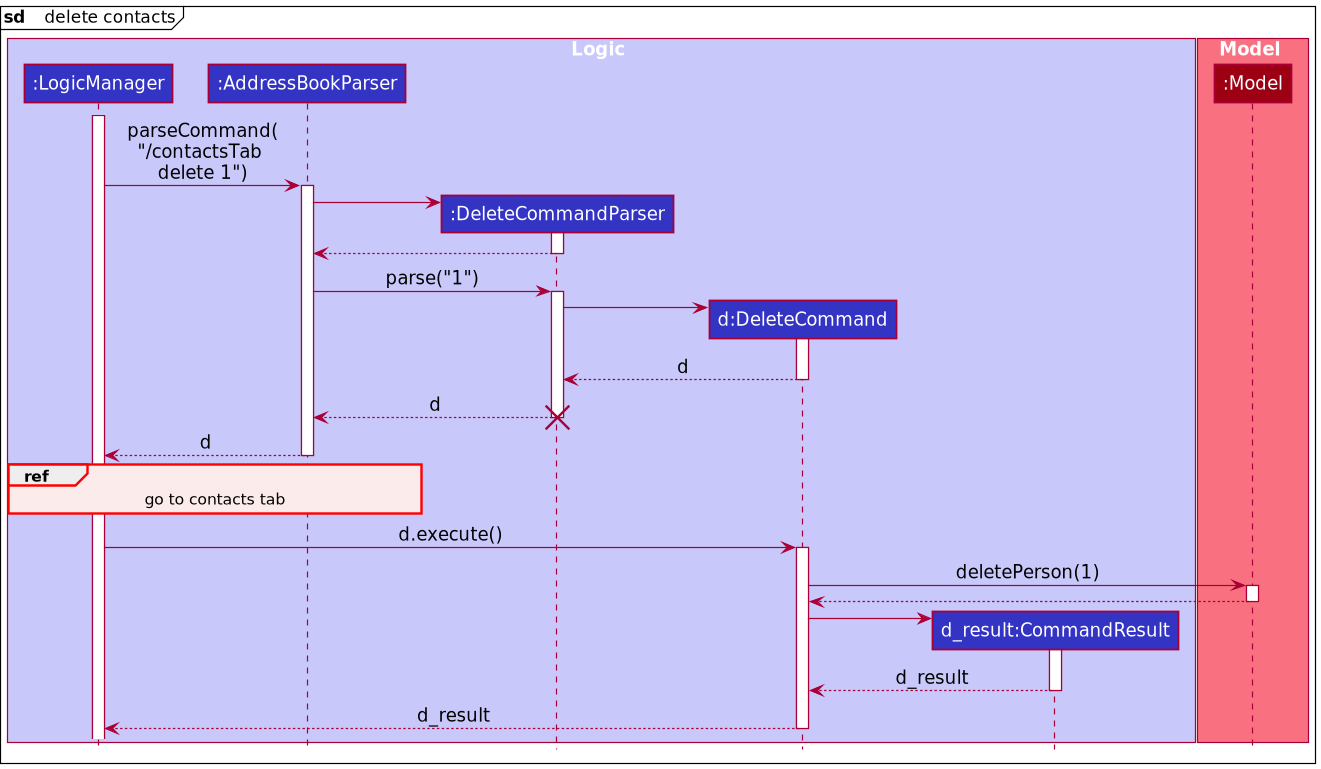 sd delete contacts
Logic
Model
:LogicManager
:AddressBookParser
:Model
parseCommand(
"/contactsTab
delete 1")
:DeleteCommandParser
parse("1")
d:DeleteCommand
d
d
d
ref
go to contacts tab
d.execute()
deletePerson(1)
d_result:CommandResult
d_result
d_result